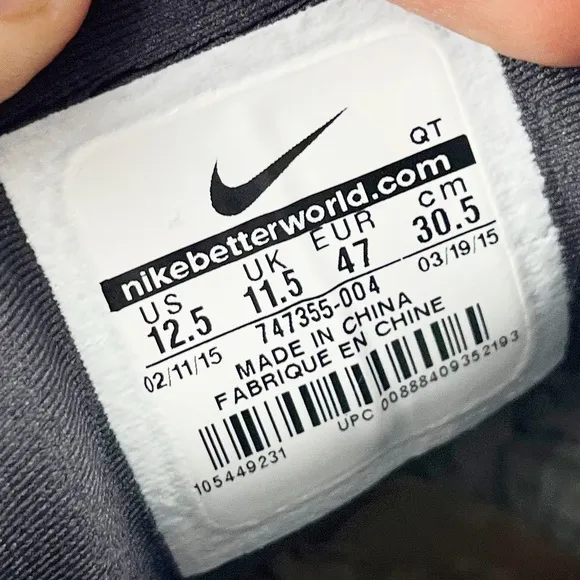 QT
nikebetterworld.com
US UK EUR cm
12.5 11.5 47 30.5
02/11/15 747355-004 03/19/15
MADE IN CHINA
FABRIQUE EN CHINE
105449231 UPC 00888409352193